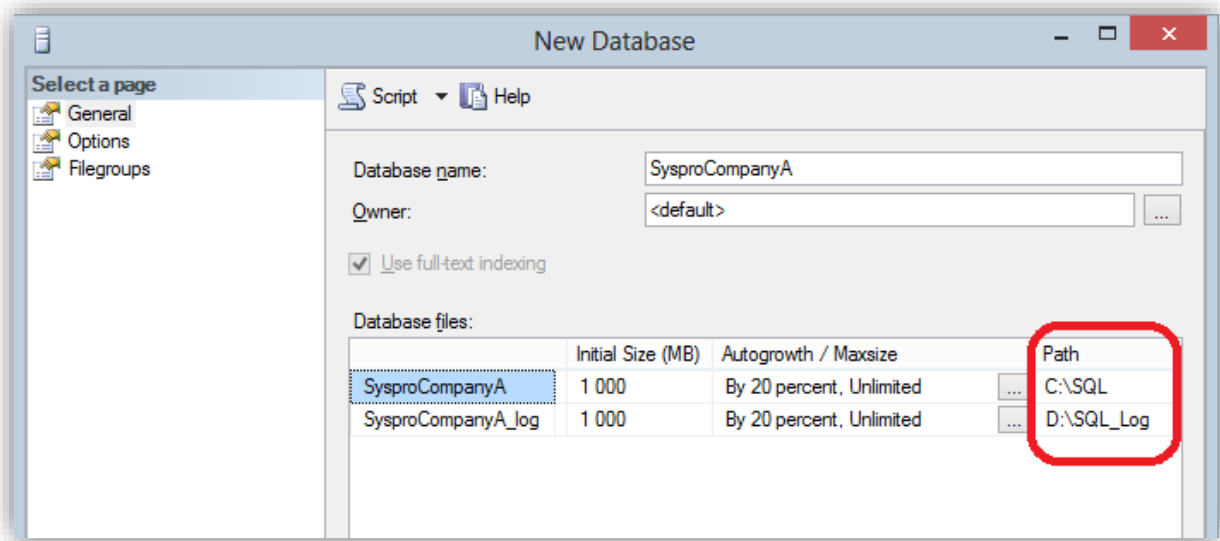 New Database
Select a page
General
Options
Filegroups
Script Help
Database name: SysproCompanyA
Owner: <default> ...
Use full-text indexing
Database files:
Initial Size (MB) Autogrowth / Maxsize Path
SysproCompanyA 1 000 By 20 percent, Unlimited ... C:\SQL
SysproCompanyA_log 1 000 By 20 percent, Unlimited ... D:\SQL_Log